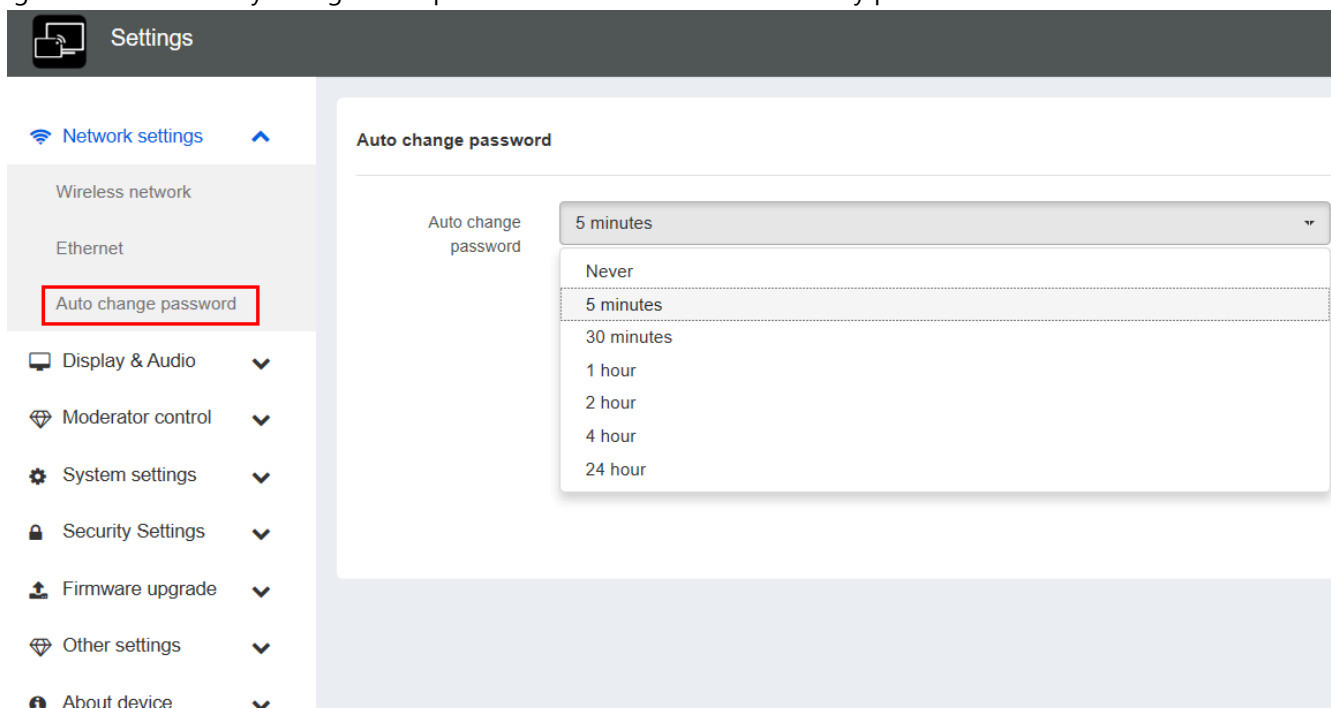 Settings
Network settings
Wireless network
Ethernet
Auto change password
Display & Audio
Moderator control
System settings
Security Settings
Firmware upgrade
Other settings
About device
Auto change password
Auto change
password
5 minutes
Never
5 minutes
30 minutes
1 hour
2 hour
4 hour
24 hour